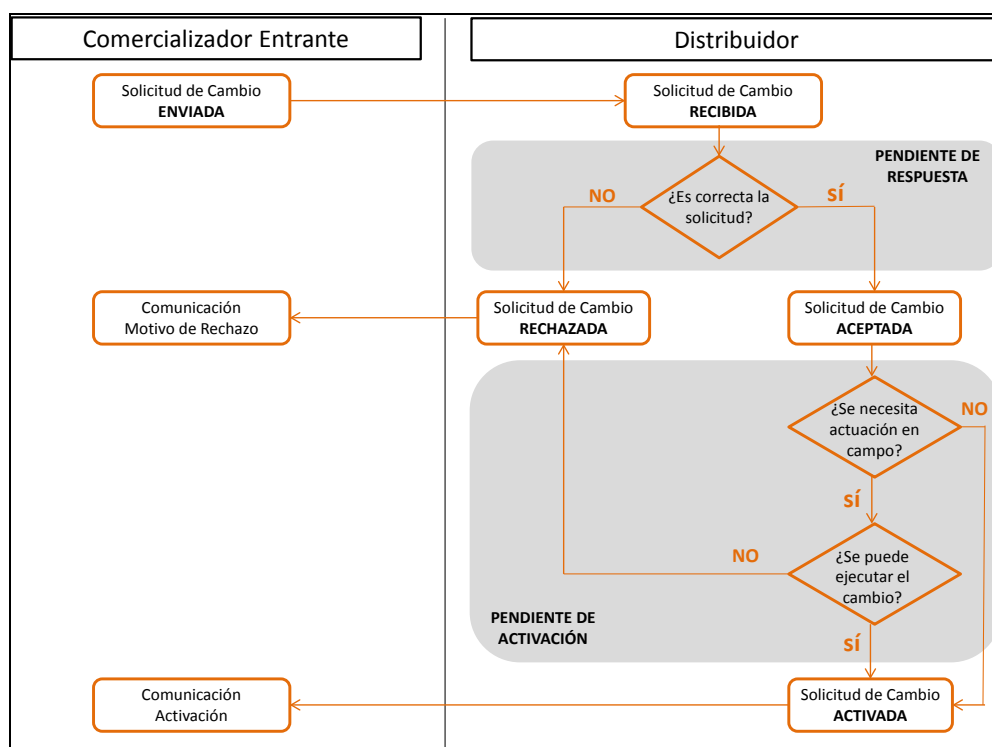 Comercializador Entrante
Distribuidor
Solicitud de Cambio
ENVIADA
Solicitud de Cambio
RECIBIDA
PENDIENTE DE
RESPUESTA
¿Es correcta la
solicitud?
NO
SÍ
Comunicación
Motivo de Rechazo
Solicitud de Cambio
RECHAZADA
Solicitud de Cambio
ACEPTADA
¿Se necesita
actuación en
campo?
NO
SÍ
¿Se puede
ejecutar el
cambio?
NO
PENDIENTE DE
ACTIVACIÓN
SÍ
Comunicación
Activación
Solicitud de Cambio
ACTIVADA